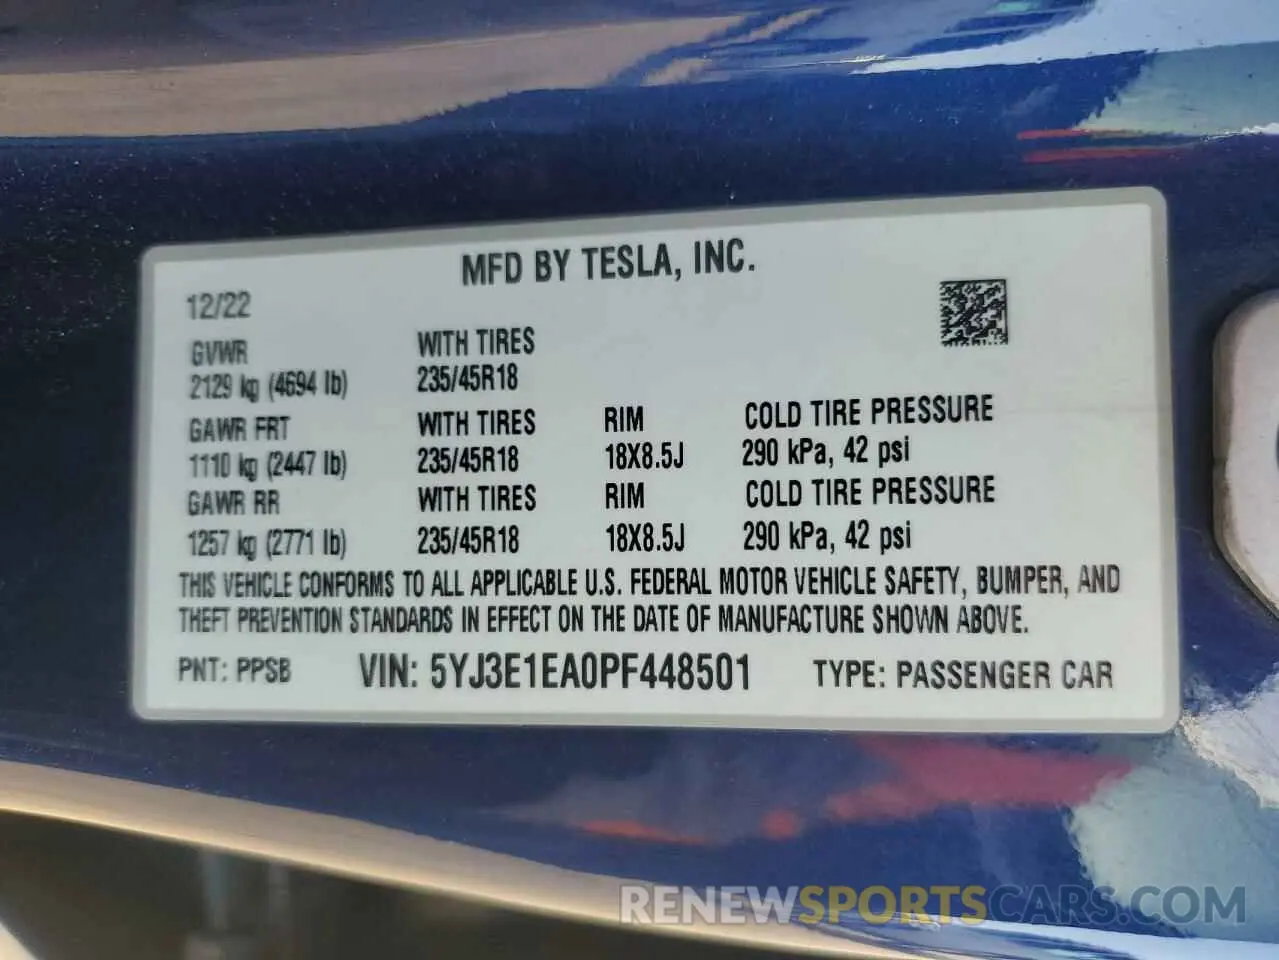 MFD BY TESLA, INC.
12/22
GVWR WITH TIRES
2129 kg (4694 lb) 235/45R18
GAWR FRT WITH TIRES RIM COLD TIRE PRESSURE
1110 kg (2447 lb) 235/45R18 18X8.5J 290 kPa, 42 psi
GAWR RR WITH TIRES RIM COLD TIRE PRESSURE
1257 kg (2771 lb) 235/45R18 18X8.5J 290 kPa, 42 psi
THIS VEHICLE CONFORMS TO ALL APPLICABLE U.S. FEDERAL MOTOR VEHICLE SAFETY, BUMPER, AND
THEFT PREVENTION STANDARDS IN EFFECT ON THE DATE OF MANUFACTURE SHOWN ABOVE.
PNT: PPSB VIN: 5YJ3E1EA0PF448501 TYPE: PASSENGER CAR
RENEWSPORTSCARS.COM